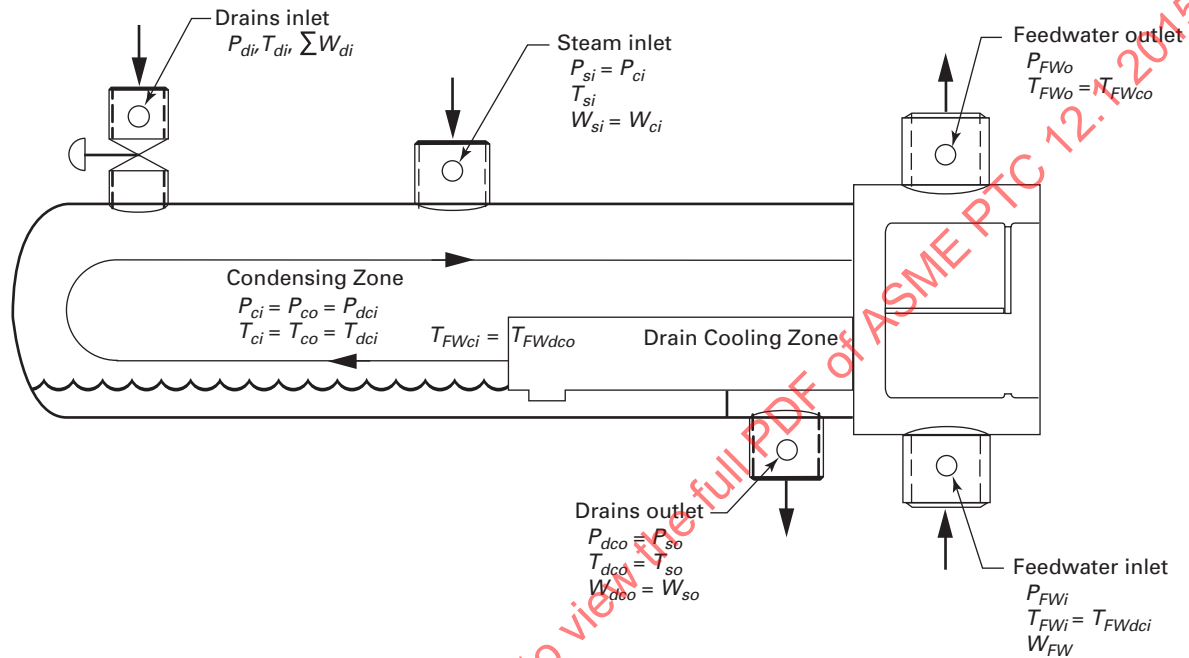 Drains inlet
P_di, T_di, ∑W_di
Steam inlet
P_si = P_ci
T_si
W_si = W_ci
Feedwater outlet
P_FWo
T_FWo = T_FWco
Condensing Zone
P_ci = P_co = P_dci
T_ci = T_co = T_dci
T_FWci = T_FWdco
Drain Cooling Zone
Drains outlet
P_dco = P_so
T_dco = T_so
W_dco = W_so
Feedwater inlet
P_FWi
T_FWi = T_FWdci
W_FW
o view the full PDF of ASME PTC 12.1 2015